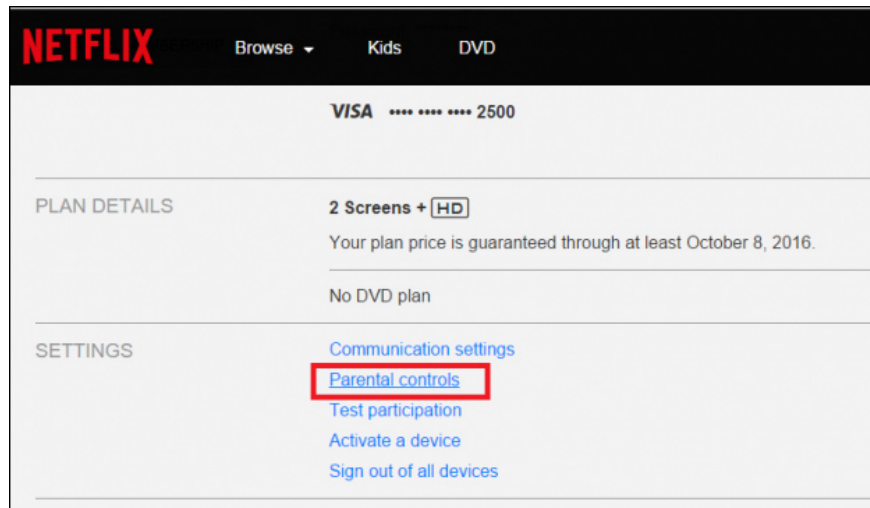 NETFLIX Browse Kids DVD
VISA •••• •••• •••• 2500
PLAN DETAILS 2 Screens + HD
Your plan price is guaranteed through at least October 8, 2016.
No DVD plan
SETTINGS Communication settings
Parental controls
Test participation
Activate a device
Sign out of all devices